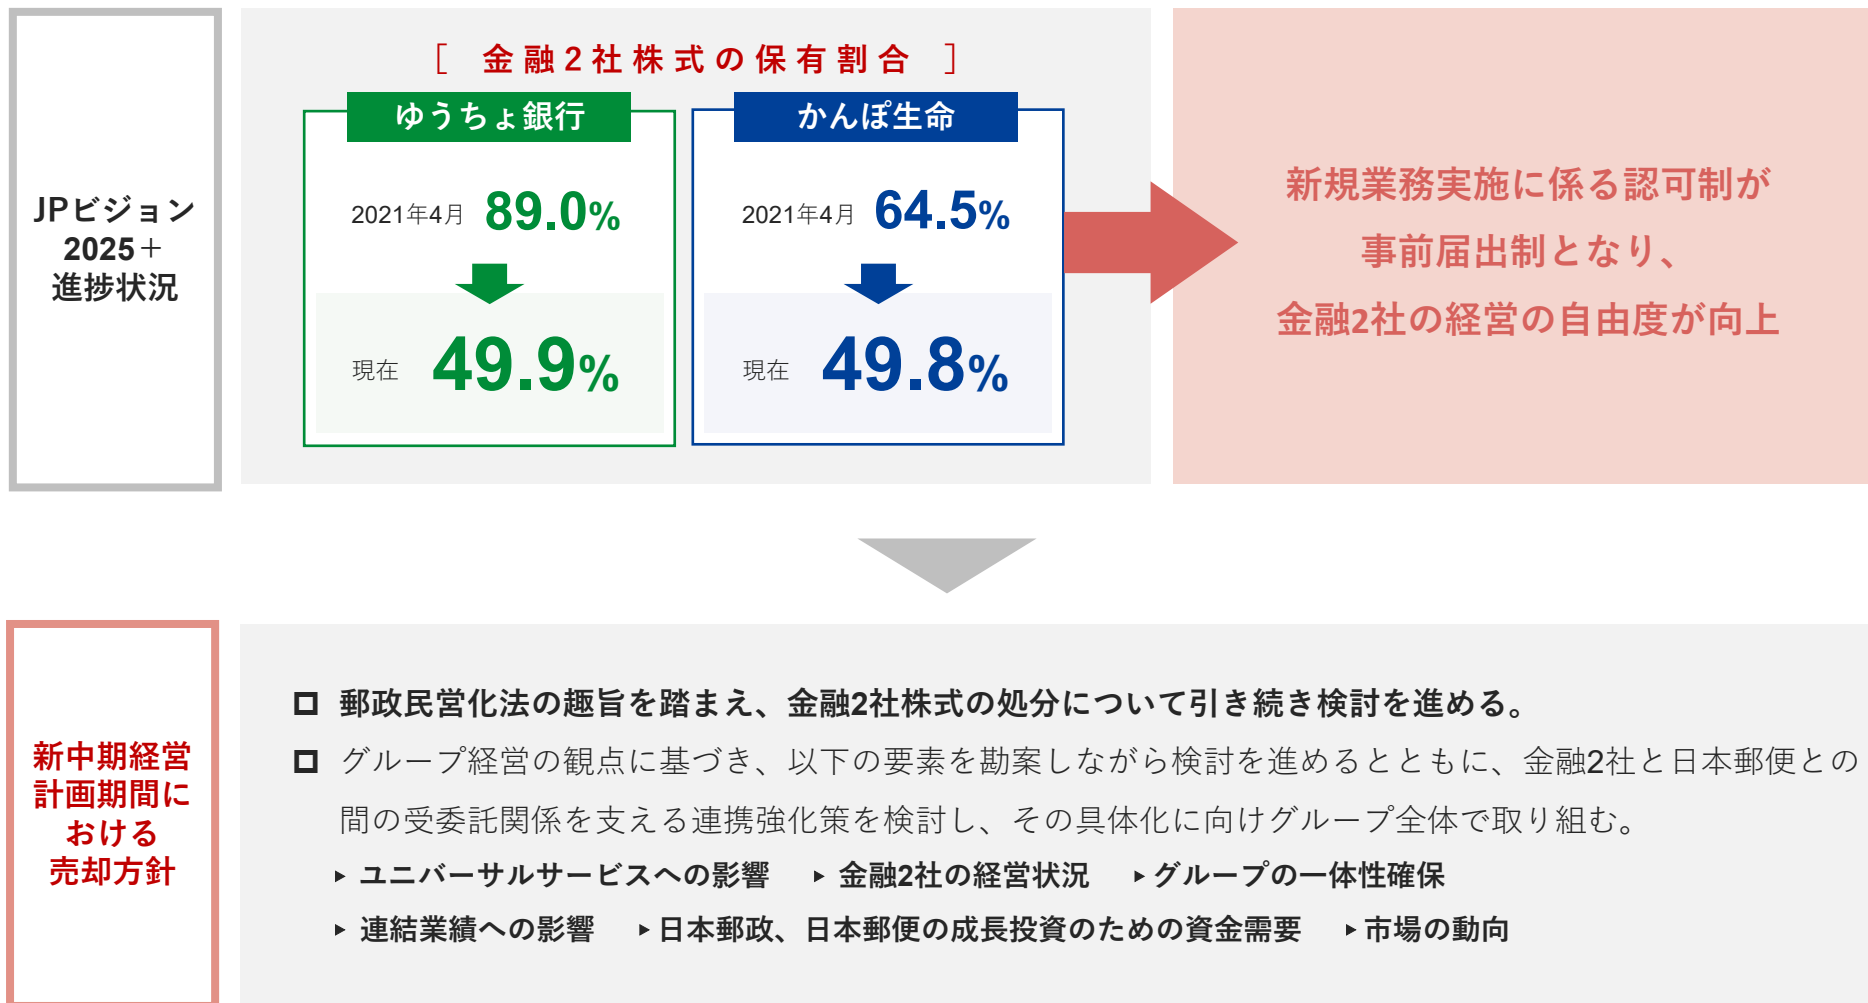 JPビジョン
2025＋
進捗状況
［ 金融2社株式の保有割合 ］
ゆうちょ銀行
2021年4月 89.0%
現在 49.9%
かんぽ生命
2021年4月 64.5%
現在 49.8%
新規業務実施に係る認可制が
事前届出制となり、
金融2社の経営の自由度が向上
新中期経営
計画期間に
おける
売却方針
郵政民営化法の趣旨を踏まえ、金融2社株式の処分について引き続き検討を進める。
グループ経営の観点に基づき、以下の要素を勘案しながら検討を進めるとともに、金融2社と日本郵便との
間の受委託関係を支える連携強化策を検討し、その具体化に向けグループ全体で取り組む。
ユニバーサルサービスへの影響 金融2社の経営状況 グループの一体性確保
連結業績への影響 日本郵政、日本郵便の成長投資のための資金需要 市場の動向